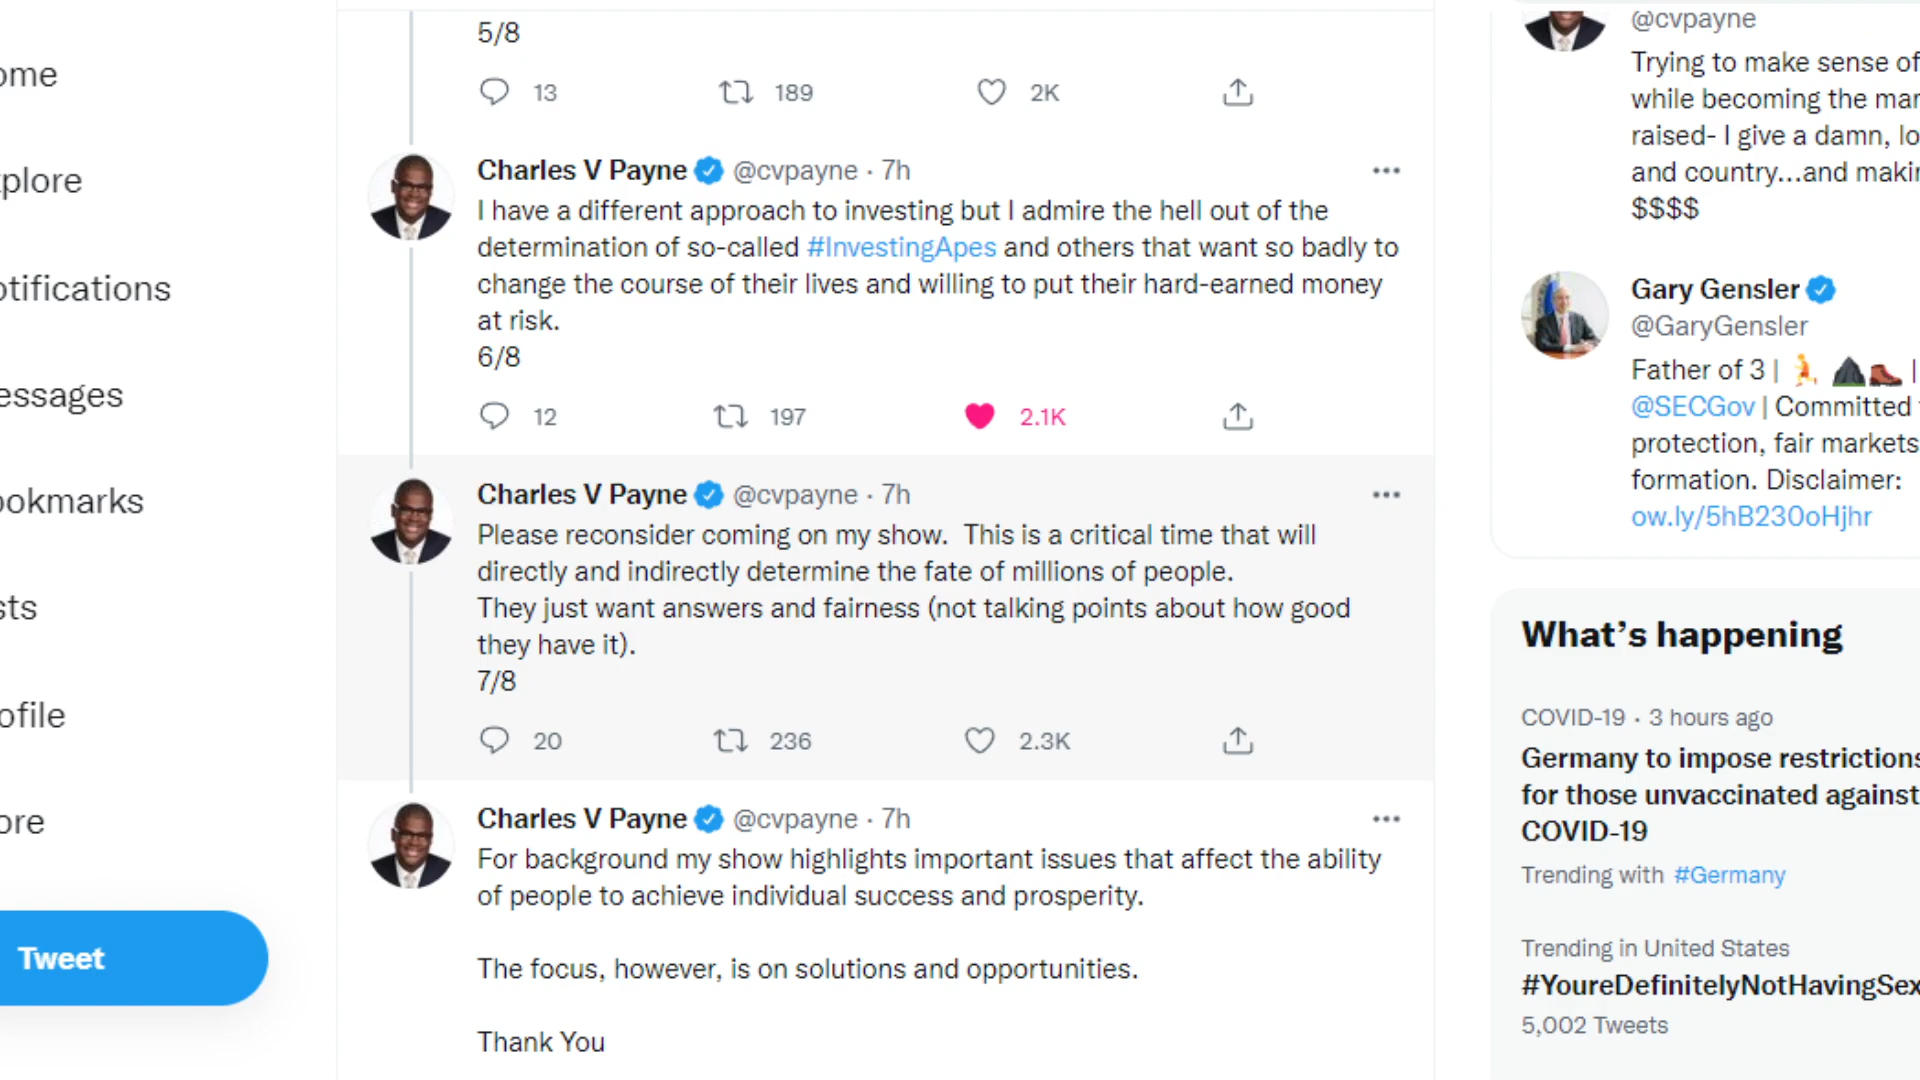 ome
xplore
otifications
essages
ookmarks
sts
ofile
ore
Tweet
5/8
13 189 2K
Charles V Payne @cvpayne · 7h
I have a different approach to investing but I admire the hell out of the
determination of so-called #InvestingApes and others that want so badly to
change the course of their lives and willing to put their hard-earned money
at risk.
6/8
12 197 2.1K
Charles V Payne @cvpayne · 7h
Please reconsider coming on my show.  This is a critical time that will
directly and indirectly determine the fate of millions of people.
They just want answers and fairness (not talking points about how good
they have it).
7/8
20 236 2.3K
Charles V Payne @cvpayne · 7h
For background my show highlights important issues that affect the ability
of people to achieve individual success and prosperity.
The focus, however, is on solutions and opportunities.
Thank You
@cvpayne
Trying to make sense of
while becoming the mar
raised- I give a damn, lo
and country...and makin
$$$$
Gary Gensler
@GaryGensler
Father of 3 | 🏃 ⛰️🥾 |
@SECGov | Committed t
protection, fair markets
formation. Disclaimer:
ow.ly/5hB230oHjhr
What's happening
COVID-19 · 3 hours ago
Germany to impose restrictions
for those unvaccinated against
COVID-19
Trending with #Germany
Trending in United States
#YoureDefinitelyNotHavingSex
5,002 Tweets